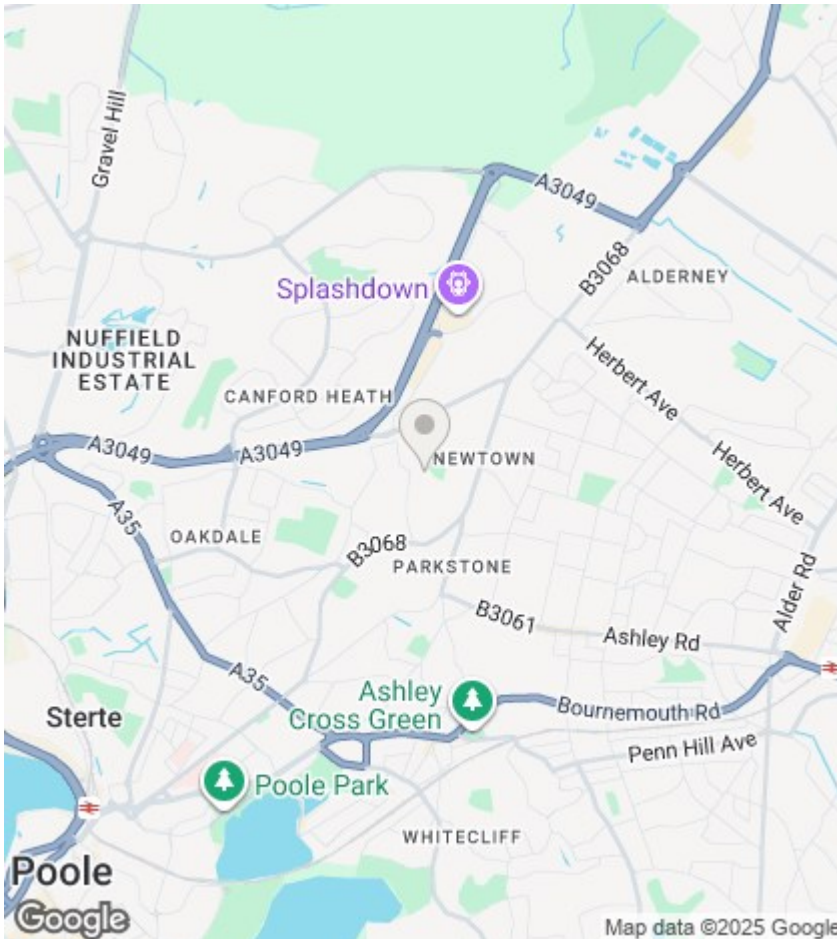 Gravel Hill
A3049
B3068
ALDERNEY
Splashdown
NUFFIELD
INDUSTRIAL
ESTATE
Herbert Ave
CANFORD HEATH
A3049
A3049
Herbert Ave
NEWTOWN
A35
OAKDALE
B3068
PARKSTONE
Alder Rd
B3061
Ashley Rd
A35
Ashley
Cross Green
Sterte
Bournemouth Rd
Penn Hill Ave
Poole Park
WHITECLIFF
Poole
Google
Map data ©2025 Google